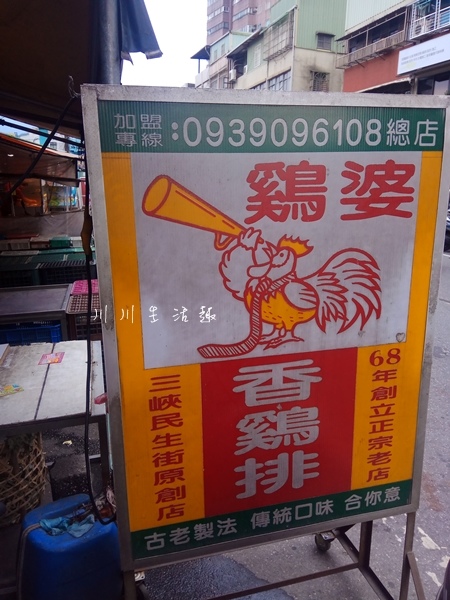 加盟專線:0939096108總店
鷄婆
川川生活趣
香鷄排
三峽民生街原創店
68年創立正宗老店
古老製法 傳統口味 合你意